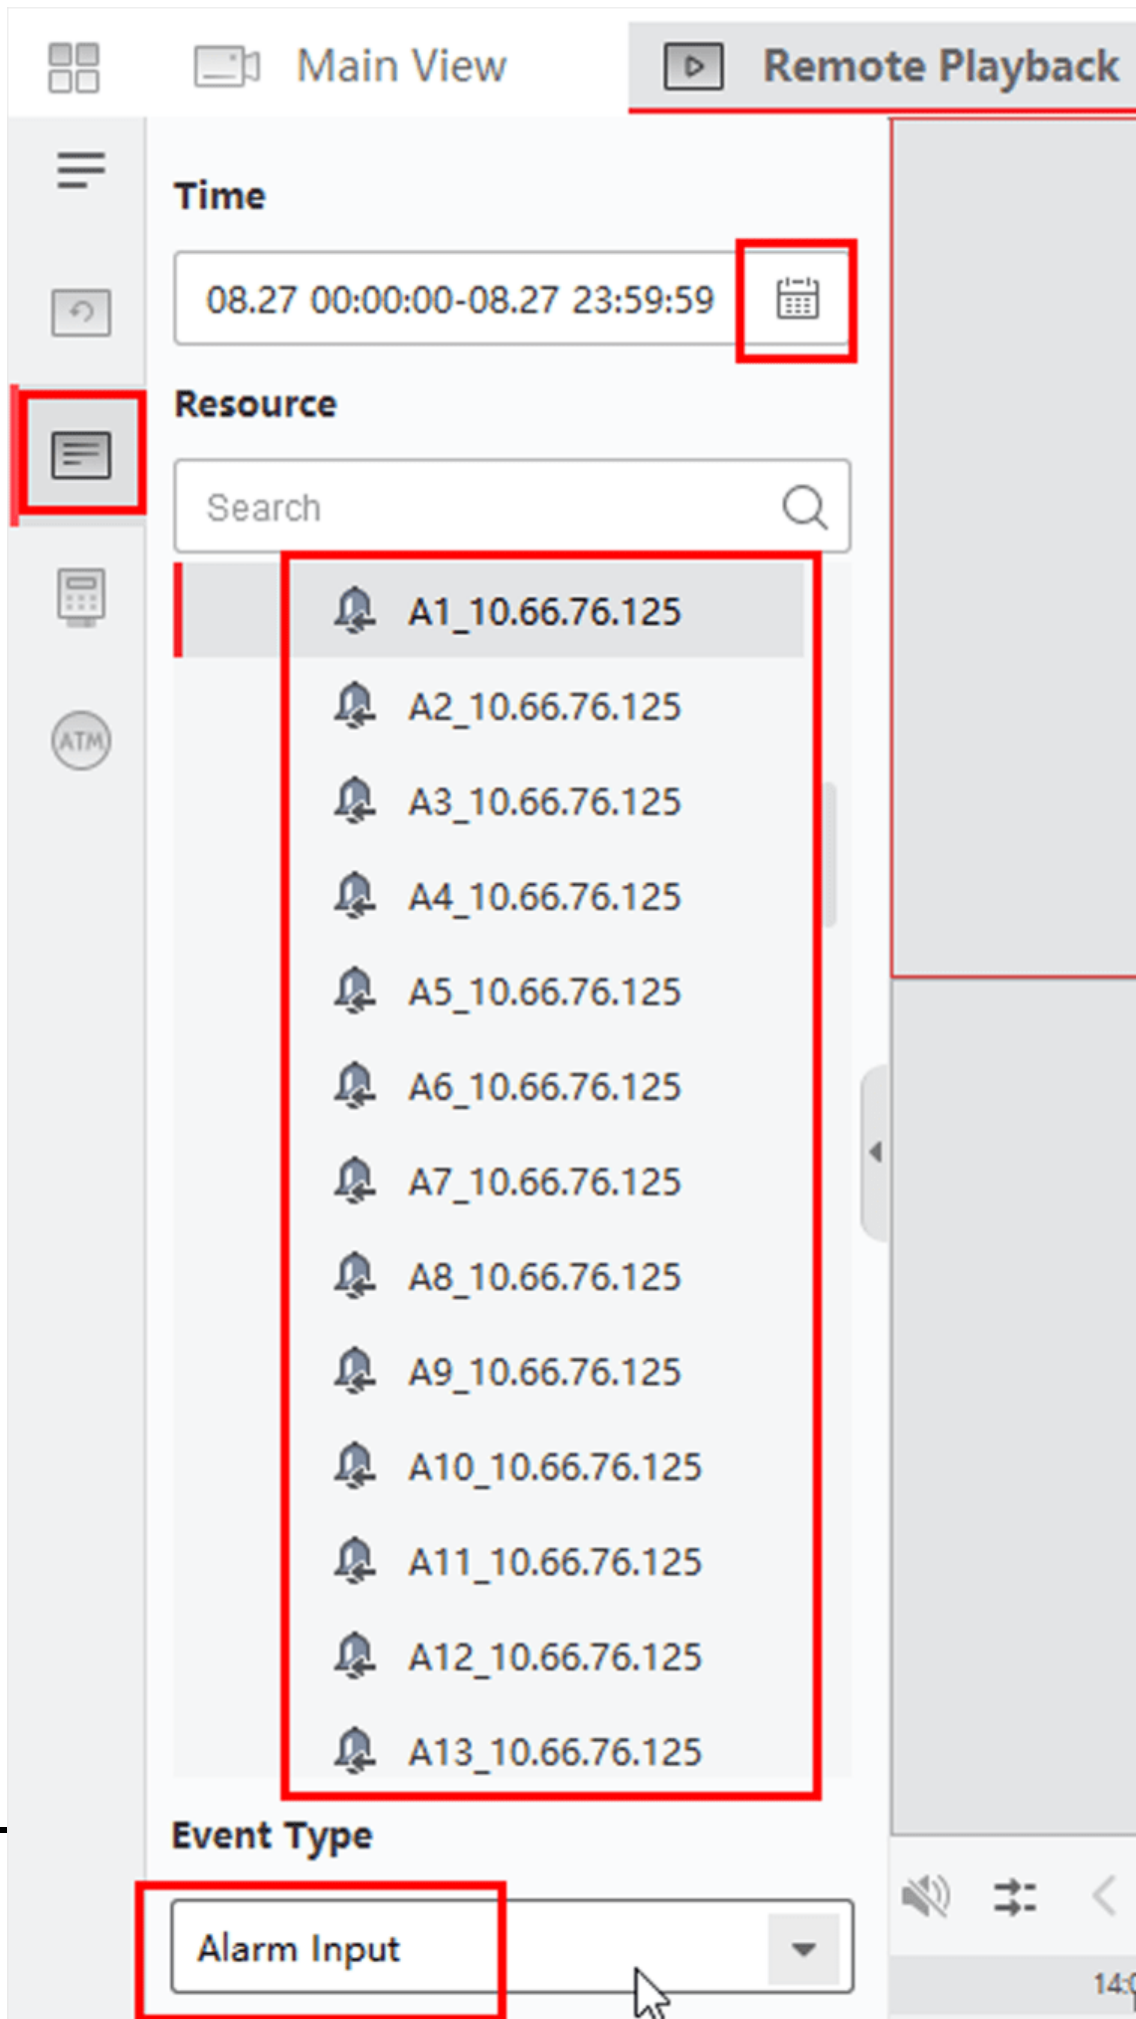 Main View
Remote Playback
Time
08.27 00:00:00-08.27 23:59:59
Resource
Search
A1_10.66.76.125
A2_10.66.76.125
A3_10.66.76.125
A4_10.66.76.125
A5_10.66.76.125
A6_10.66.76.125
ATM
A7_10.66.76.125
A8_10.66.76.125
A9_10.66.76.125
A10_10.66.76.125
A11_10.66.76.125
A12_10.66.76.125
A13_10.66.76.125
Event Type
Alarm Input